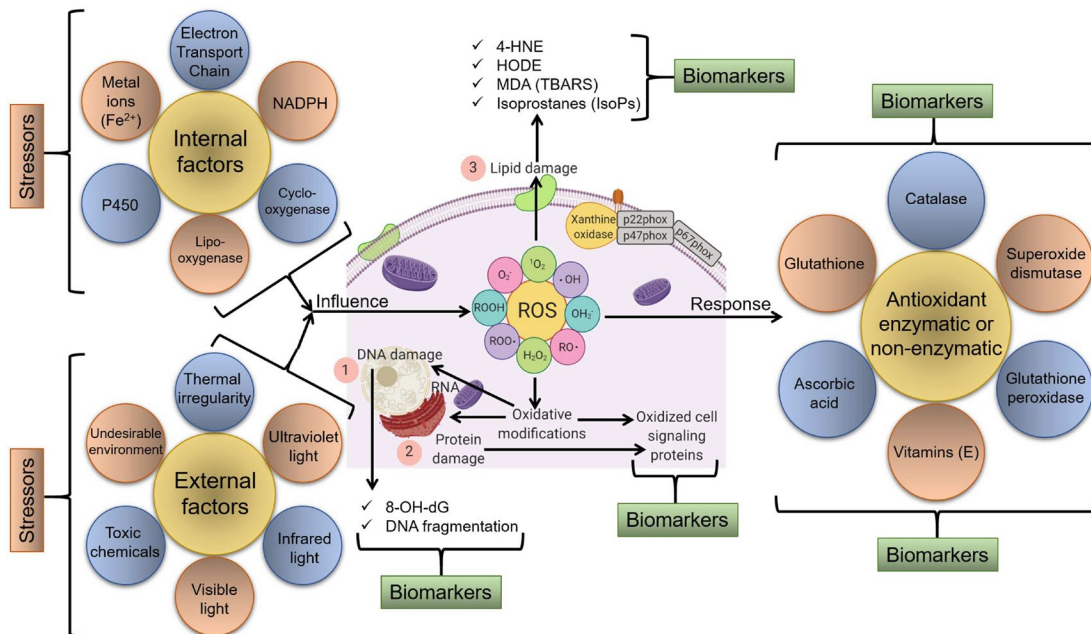 Stressors
Electron
Transport
Chain
Metal
ions
(Fe²⁺)
NADPH
Internal
factors
P450
Cyclo-
oxygenase
Lipo-
oxygenase
Stressors
Thermal
irregularity
Undesirable
environment
Ultraviolet
light
External
factors
Toxic
chemicals
Infrared
light
Visible
light
Influence
✓ 4-HNE
✓ HODE
✓ MDA (TBARS)
✓ Isoprostanes (IsoPs)
Biomarkers
3 Lipid damage
Xanthine
oxidase
p22phox
p47phox
p67phox
¹O₂
O₂⁻
• OH
ROOH
ROS
OH₂⁻
ROO•
RO•
H₂O₂
1
DNA damage
RNA
2
Protein
damage
Oxidative
modifications
Oxidized cell
signaling
proteins
Biomarkers
✓ 8-OH-dG
✓ DNA fragmentation
Biomarkers
Response
Biomarkers
Catalase
Glutathione
Superoxide
dismutase
Antioxidant
enzymatic or
non-enzymatic
Ascorbic
acid
Glutathione
peroxidase
Vitamins (E)
Biomarkers